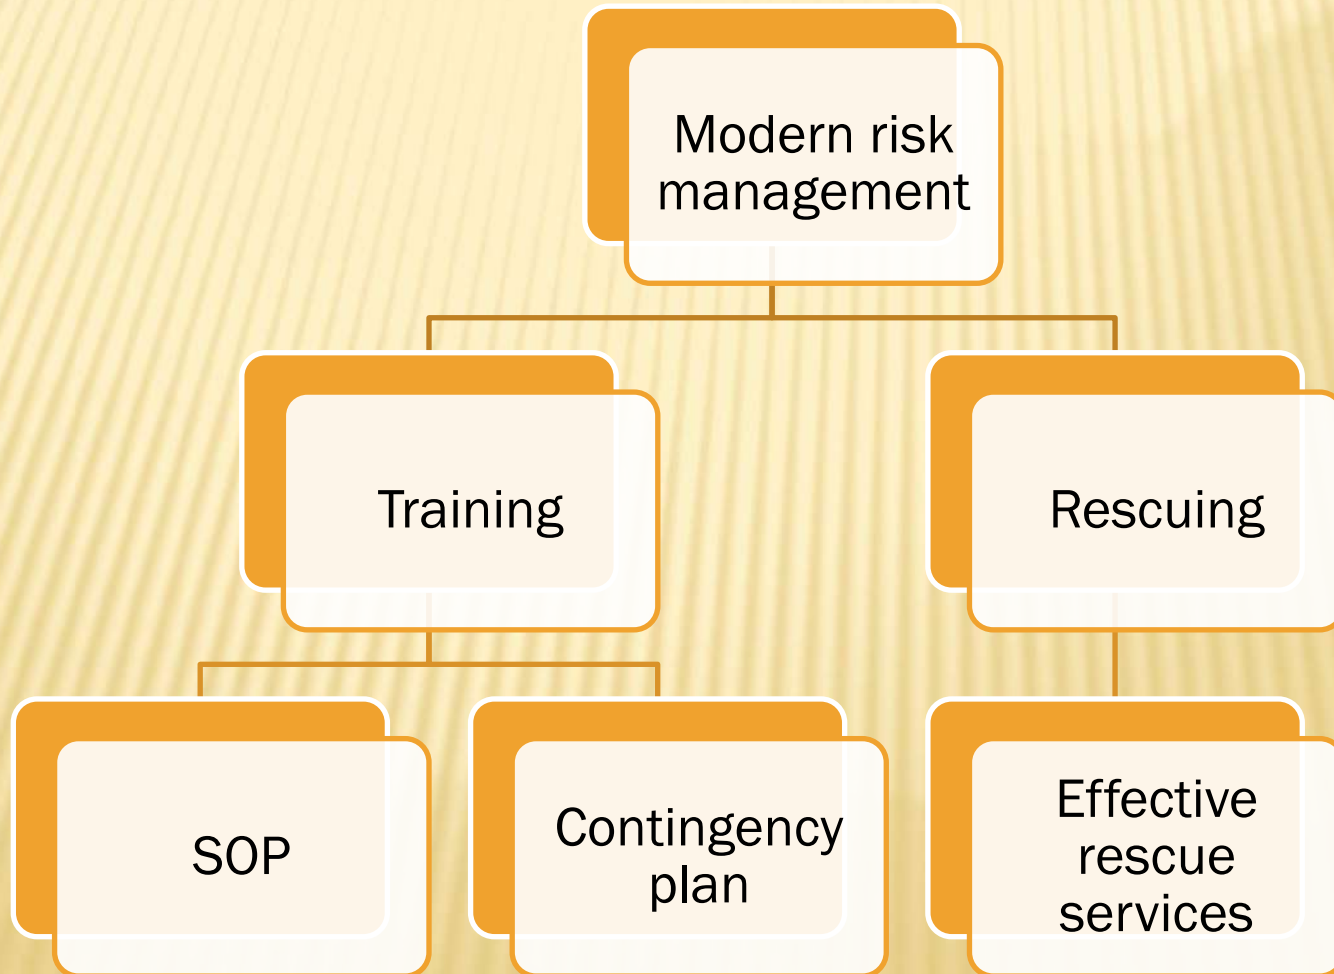 Modern risk
management
Training
Rescuing
SOP
Contingency
plan
Effective
rescue
services